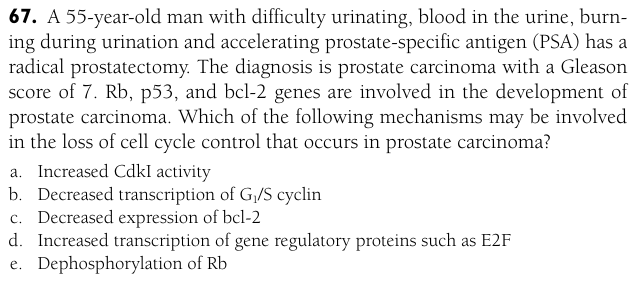 67. A 55-year-old man with difficulty urinating, blood in the urine, burn-
ing during urination and accelerating prostate-specific antigen (PSA) has a
radical prostatectomy. The diagnosis is prostate carcinoma with a Gleason
score of 7. Rb, p53, and bcl-2 genes are involved in the development of
prostate carcinoma. Which of the following mechanisms may be involved
in the loss of cell cycle control that occurs in prostate carcinoma?
a. Increased CdkI activity
b. Decreased transcription of G₁/S cyclin
c. Decreased expression of bcl-2
d. Increased transcription of gene regulatory proteins such as E2F
e. Dephosphorylation of Rb